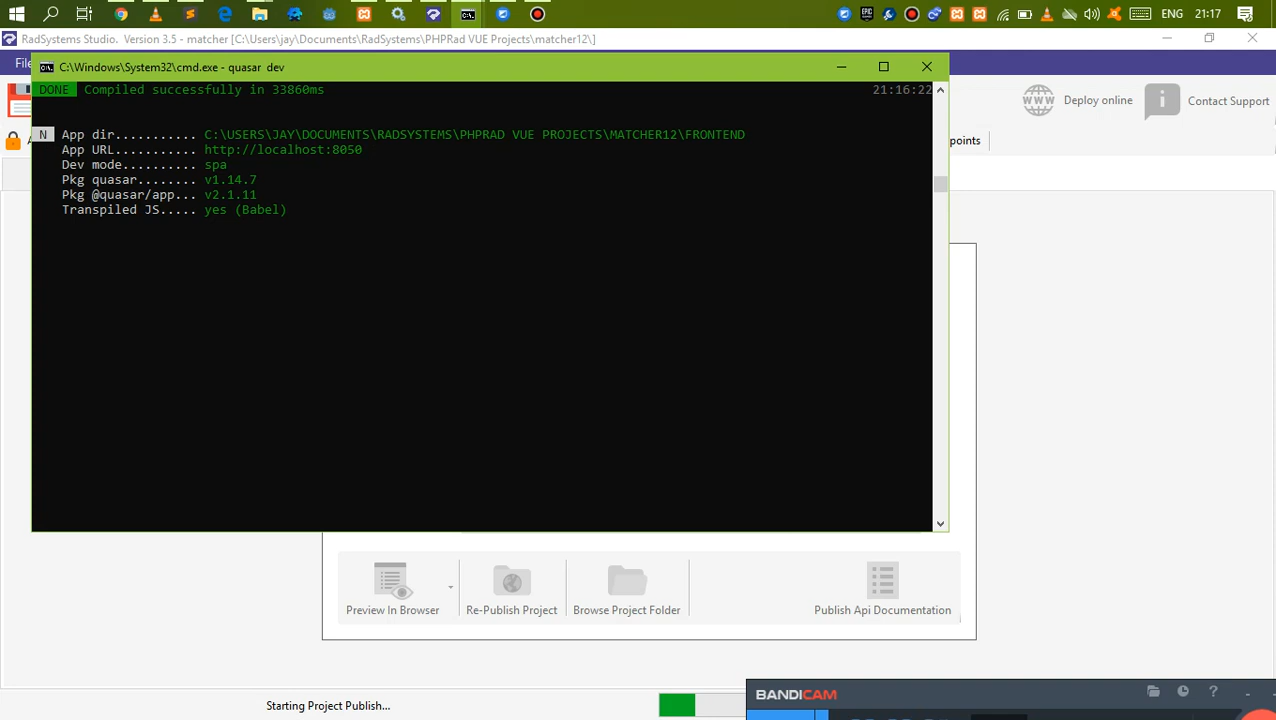 ENG 21:17
RadSystems Studio. Version 3.5 - matcher [C:\Users\jay\Documents\RadSystems\PHPRad VUE Projects\matcher12\]
File
C:\Windows\System32\cmd.exe - quasar dev
DONE Compiled successfully in 33860ms 21:16:22
N App dir........... C:\USERS\JAY\DOCUMENTS\RADSYSTEMS\PHPRAD VUE PROJECTS\MATCHER12\FRONTEND
App URL........... http://localhost:8050
Dev mode.......... spa
Pkg quasar........ v1.14.7
Pkg @quasar/app... v2.1.11
Transpiled JS..... yes (Babel)
WWW Deploy online
Contact Support
points
Preview In Browser
Re-Publish Project
Browse Project Folder
Publish Api Documentation
Starting Project Publish...
BANDICAM